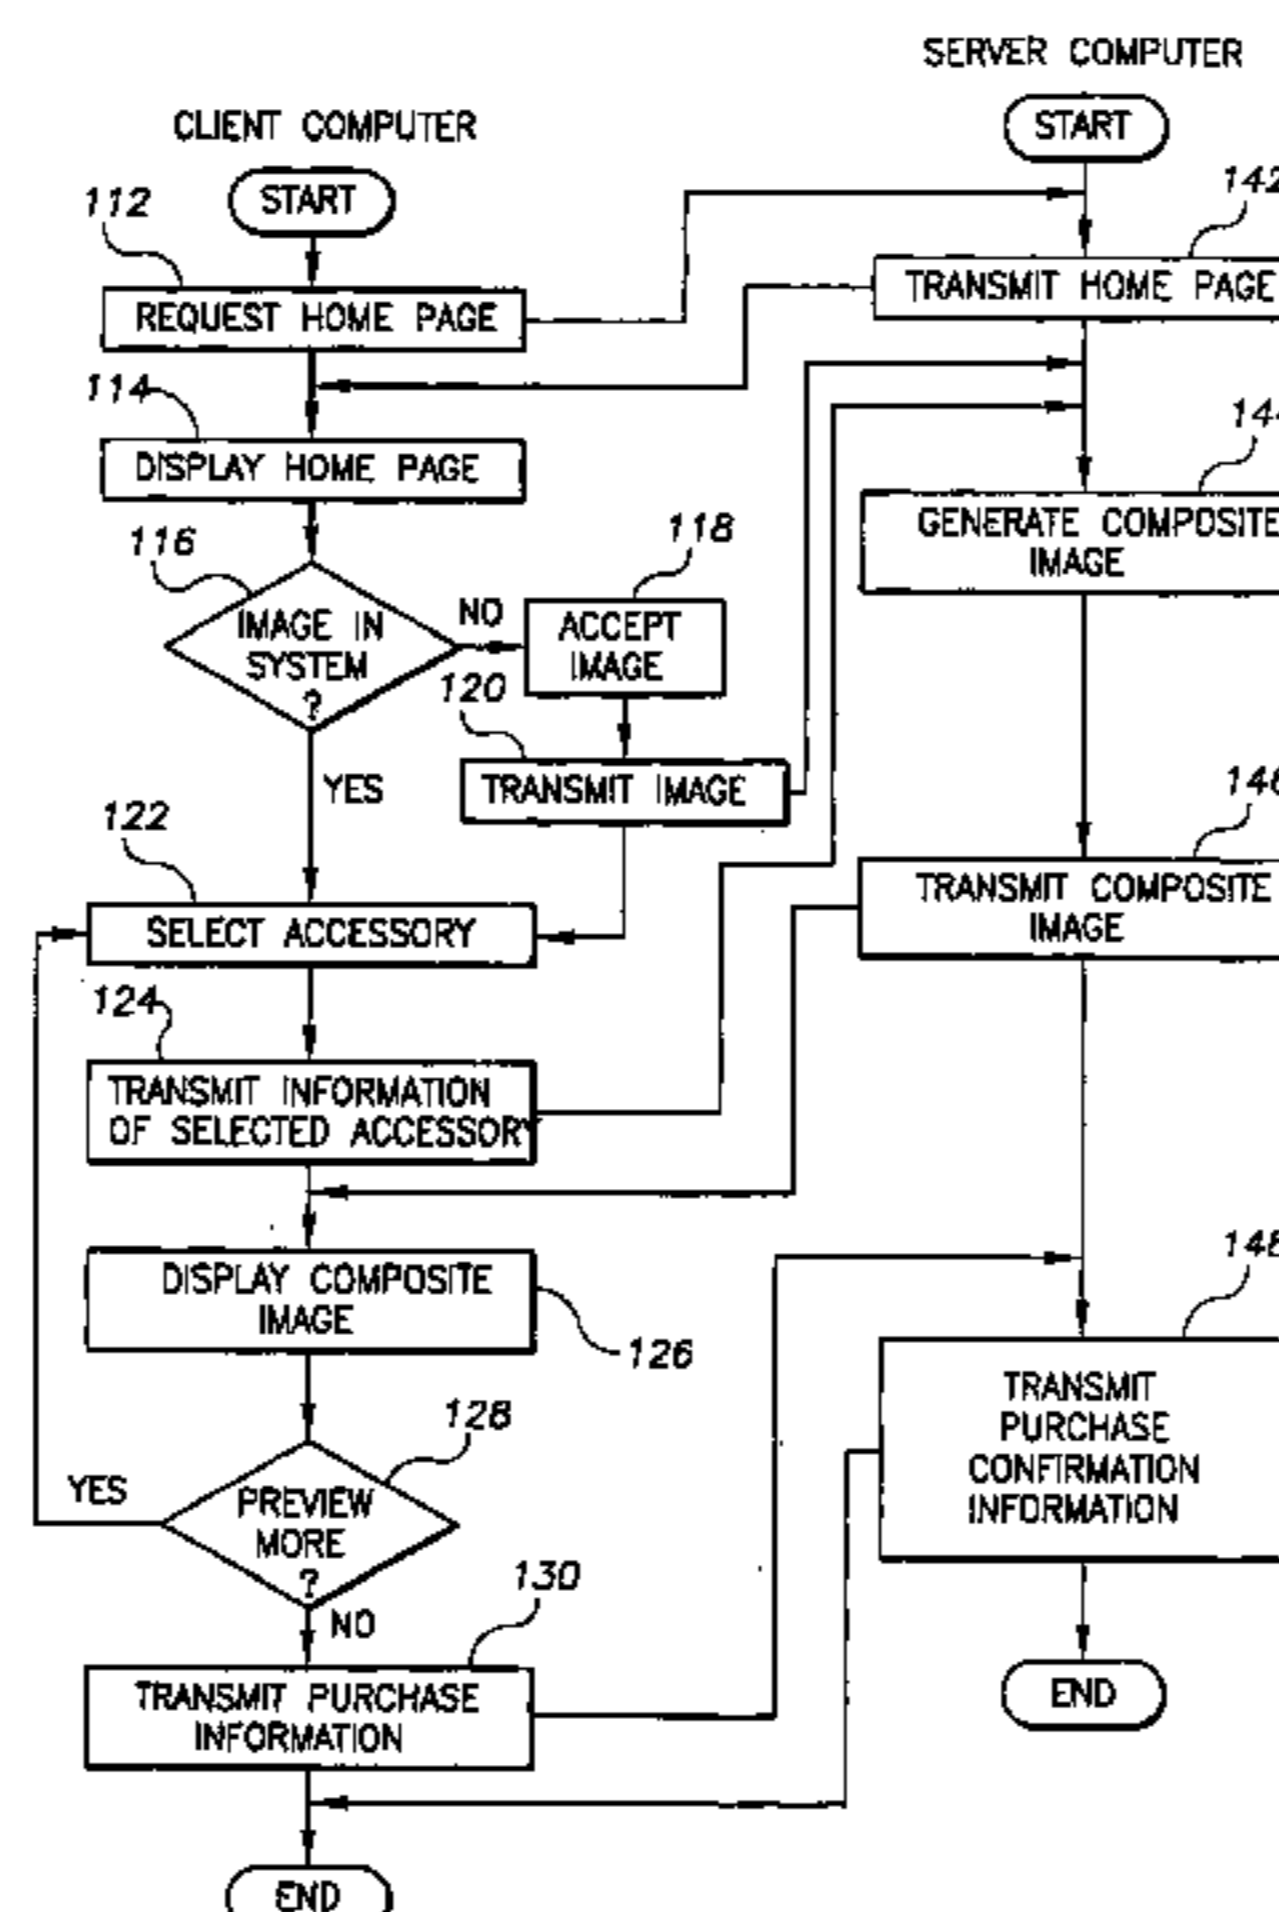 SERVER COMPUTER
CLIENT COMPUTER
START
START
142
112
TRANSMIT HOME PAGE
REQUEST HOME PAGE
114
144
DISPLAY HOME PAGE
GENERATE COMPOSITE
IMAGE
116
118
IMAGE IN
SYSTEM
?
NO
ACCEPT
IMAGE
120
YES
TRANSMIT IMAGE
146
122
TRANSMIT COMPOSITE
IMAGE
SELECT ACCESSORY
124
TRANSMIT INFORMATION
OF SELECTED ACCESSORY
148
DISPLAY COMPOSITE
IMAGE
126
TRANSMIT
PURCHASE
CONFIRMATION
INFORMATION
128
YES
PREVIEW
MORE
?
130
NO
TRANSMIT PURCHASE
INFORMATION
END
END